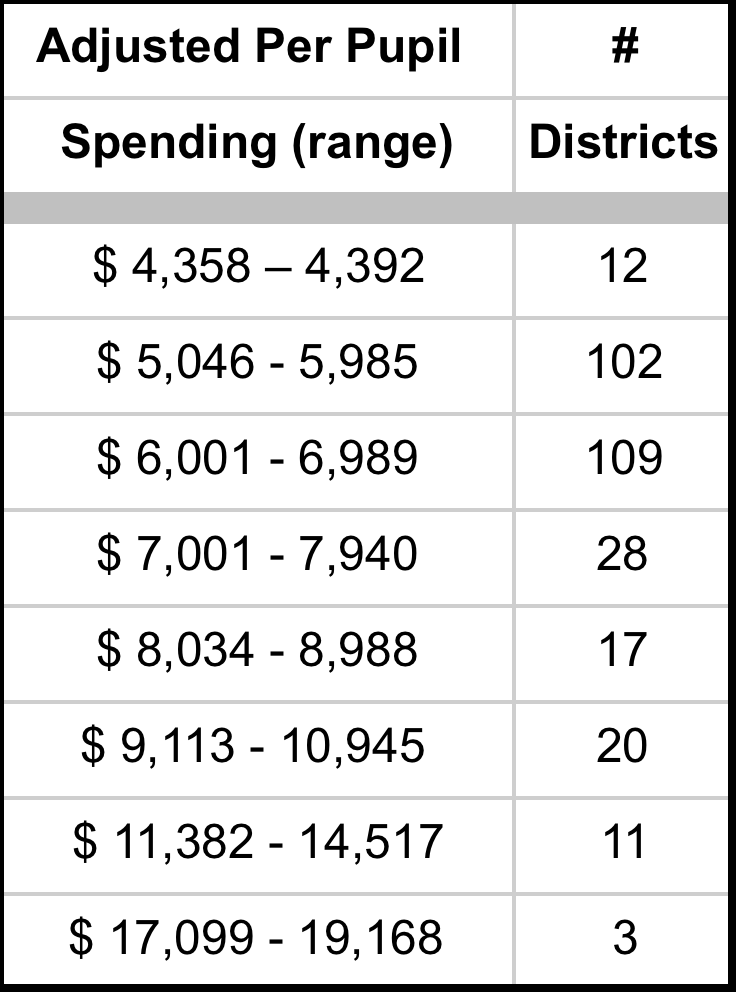 Adjusted Per Pupil #
Spending (range) Districts
$ 4,358 – 4,392 12
$ 5,046 - 5,985 102
$ 6,001 - 6,989 109
$ 7,001 - 7,940 28
$ 8,034 - 8,988 17
$ 9,113 - 10,945 20
$ 11,382 - 14,517 11
$ 17,099 - 19,168 3